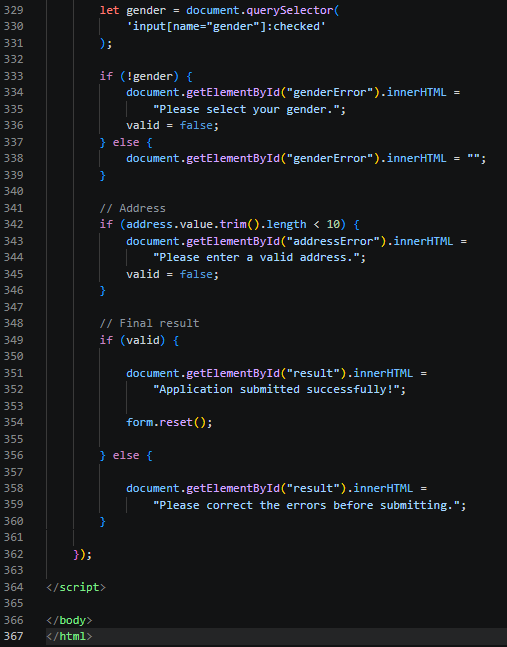 329 let gender = document.querySelector(
330 'input[name="gender"]:checked'
331 );
332
333 if (!gender) {
334 document.getElementById("genderError").innerHTML =
335 "Please select your gender.";
336 valid = false;
337 } else {
338 document.getElementById("genderError").innerHTML = "";
339 }
340
341 // Address
342 if (address.value.trim().length < 10) {
343 document.getElementById("addressError").innerHTML =
344 "Please enter a valid address.";
345 valid = false;
346 }
347
348 // Final result
349 if (valid) {
350
351 document.getElementById("result").innerHTML =
352 "Application submitted successfully!";
353
354 form.reset();
355
356 } else {
357
358 document.getElementById("result").innerHTML =
359 "Please correct the errors before submitting.";
360 }
361
362 });
363
364 </script>
365
366 </body>
367 </html>